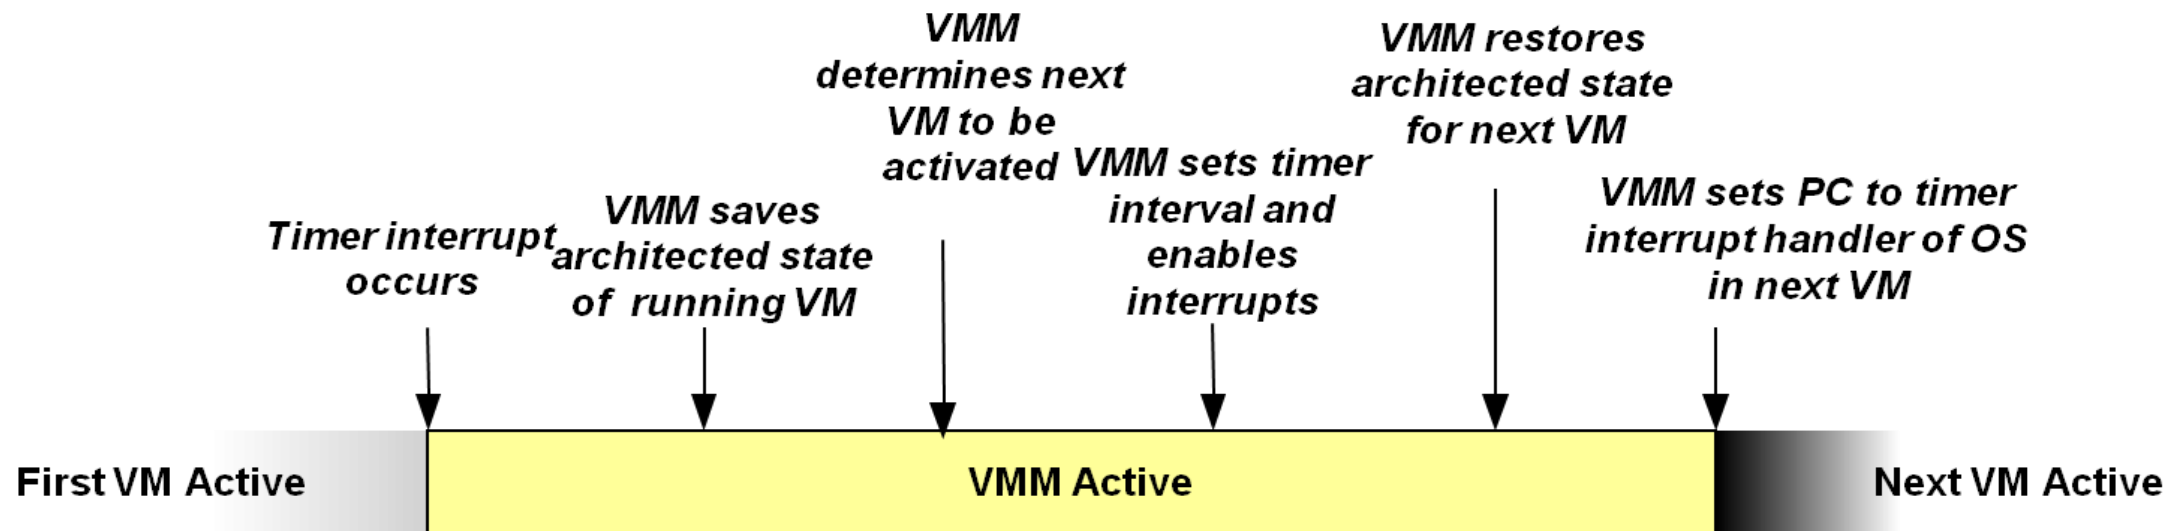 Timer interrupt
occurs
VMM saves
architected state
of running VM
VMM
determines next
VM to be
activated
VMM sets timer
interval and
enables
interrupts
VMM restores
architected state
for next VM
VMM sets PC to timer
interrupt handler of OS
in next VM
First VM Active
VMM Active
Next VM Active